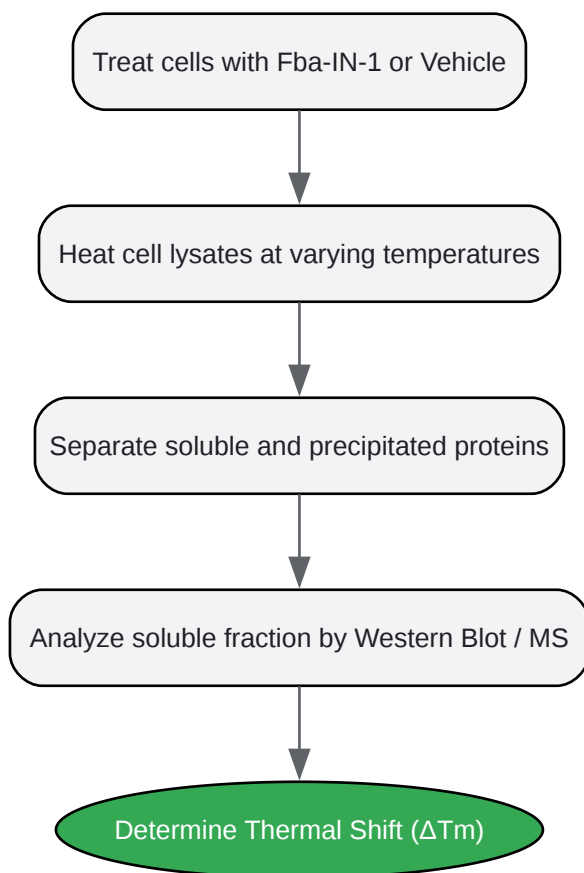 Treat cells with Fba-IN-1 or Vehicle
Heat cell lysates at varying temperatures
Separate soluble and precipitated proteins
Analyze soluble fraction by Western Blot / MS
Determine Thermal Shift (ΔTm)